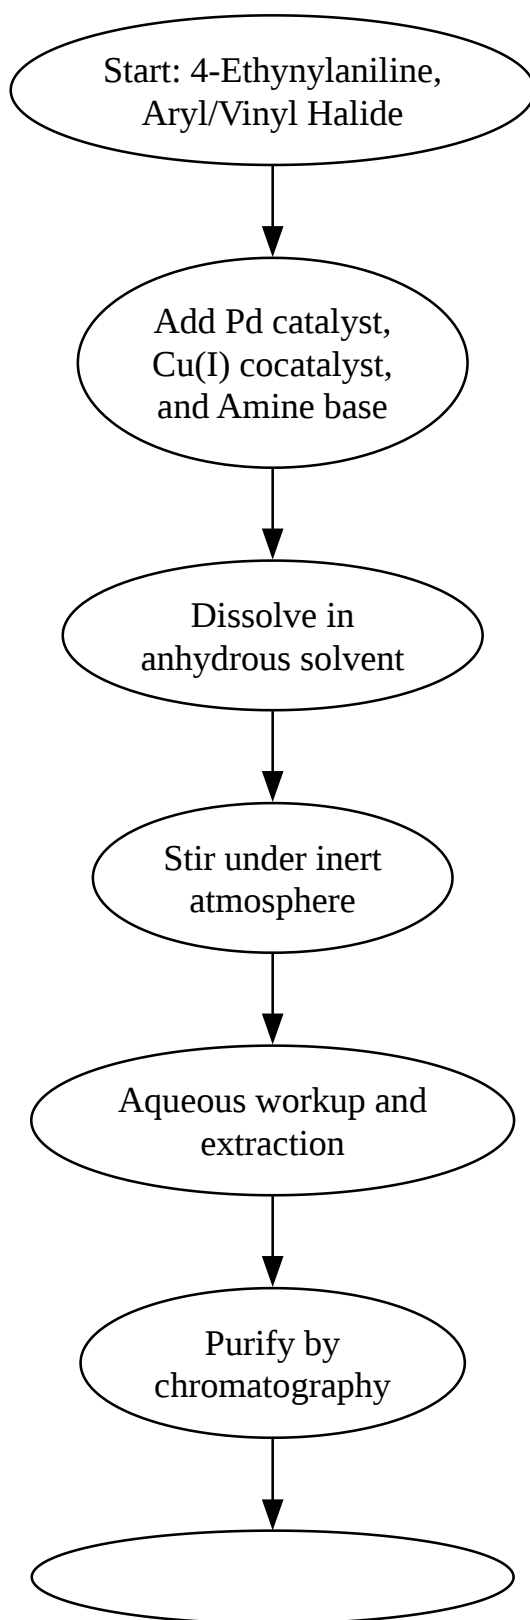 Start: 4-Ethynylaniline,
Aryl/Vinyl Halide
Add Pd catalyst,
Cu(I) cocatalyst,
and Amine base
Dissolve in
anhydrous solvent
Stir under inert
atmosphere
Aqueous workup and
extraction
Purify by
chromatography